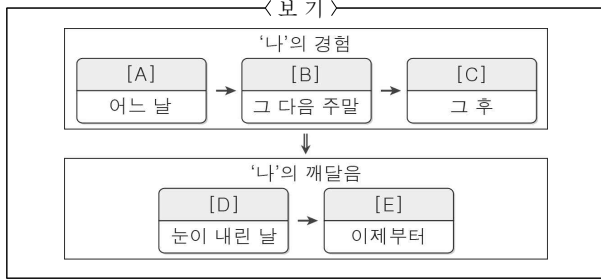 〈보 기〉
‘나’의 경험
[A] [B] [C]
어느 날 → 그 다음 주말 → 그 후
⇓
‘나’의 깨달음
[D] [E]
눈이 내린 날 → 이제부터